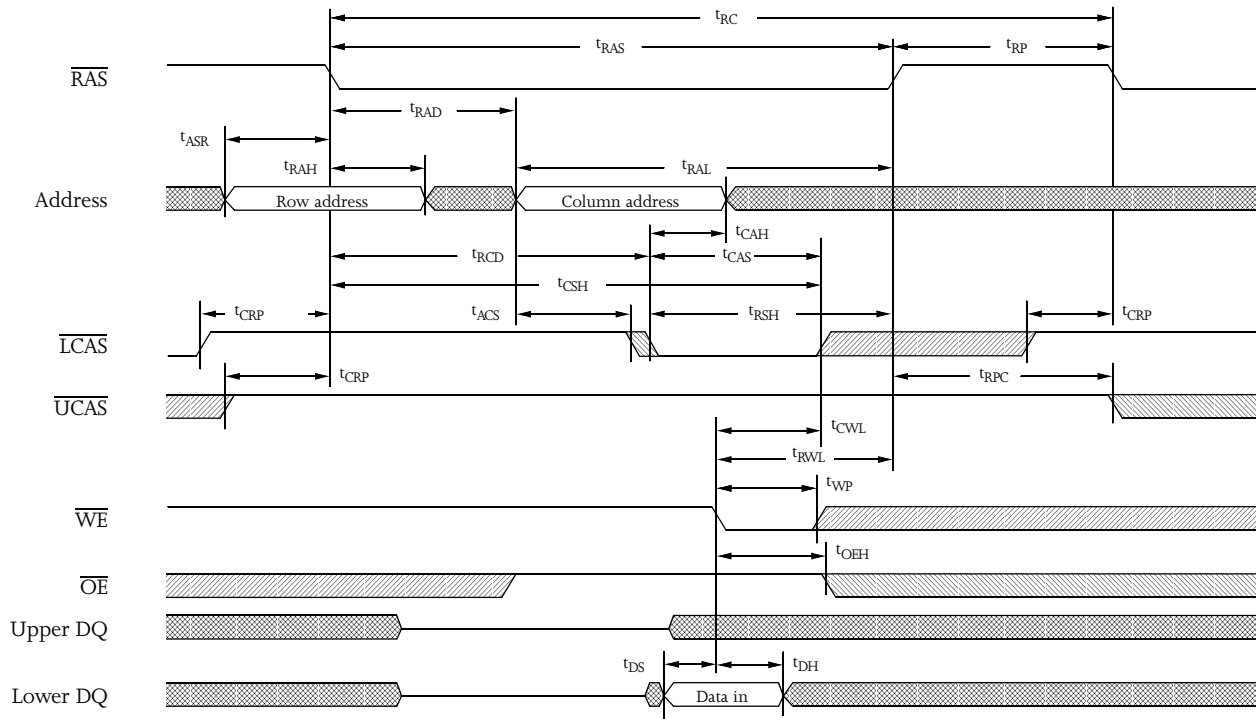 tRC
tRAS
tRP
RAS
tRAD
tASR
tRAH
tRAL
Address
Row address
Column address
tCAH
tRCD
tCAS
tCSH
tCRP
tACS
tRSH
tCRP
LCAS
tCRP
tRPC
UCAS
tCWL
tRWL
tWP
WE
tOEH
OE
Upper DQ
tDS
tDH
Lower DQ
Data in